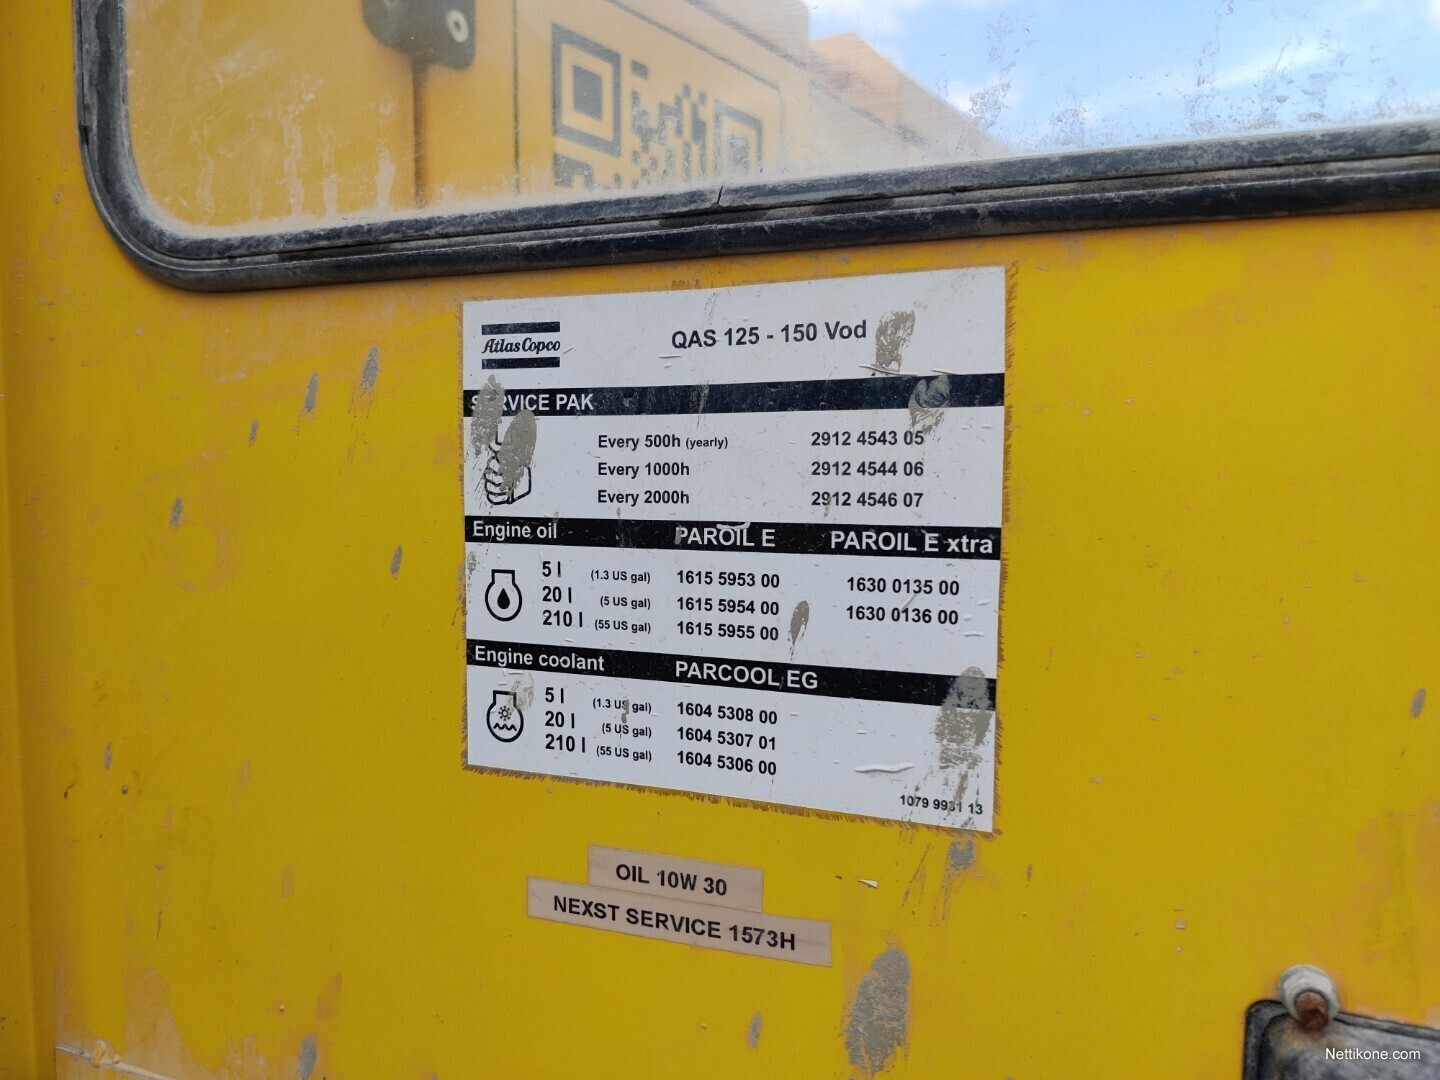 Atlas Copco
QAS 125 - 150 Vod
SERVICE PAK
Every 500h (yearly) 2912 4543 05
Every 1000h 2912 4544 06
Every 2000h 2912 4546 07
Engine oil PAROIL E PAROIL E xtra
5 l (1.3 US gal) 1615 5953 00 1630 0135 00
20 l (5 US gal) 1615 5954 00 1630 0136 00
210 l (55 US gal) 1615 5955 00
Engine coolant PARCOOL EG
5 l (1.3 US gal) 1604 5308 00
20 l (5 US gal) 1604 5307 01
210 l (55 US gal) 1604 5306 00
1079 9931 13
OIL 10W 30
NEXST SERVICE 1573H
Nettikone.com